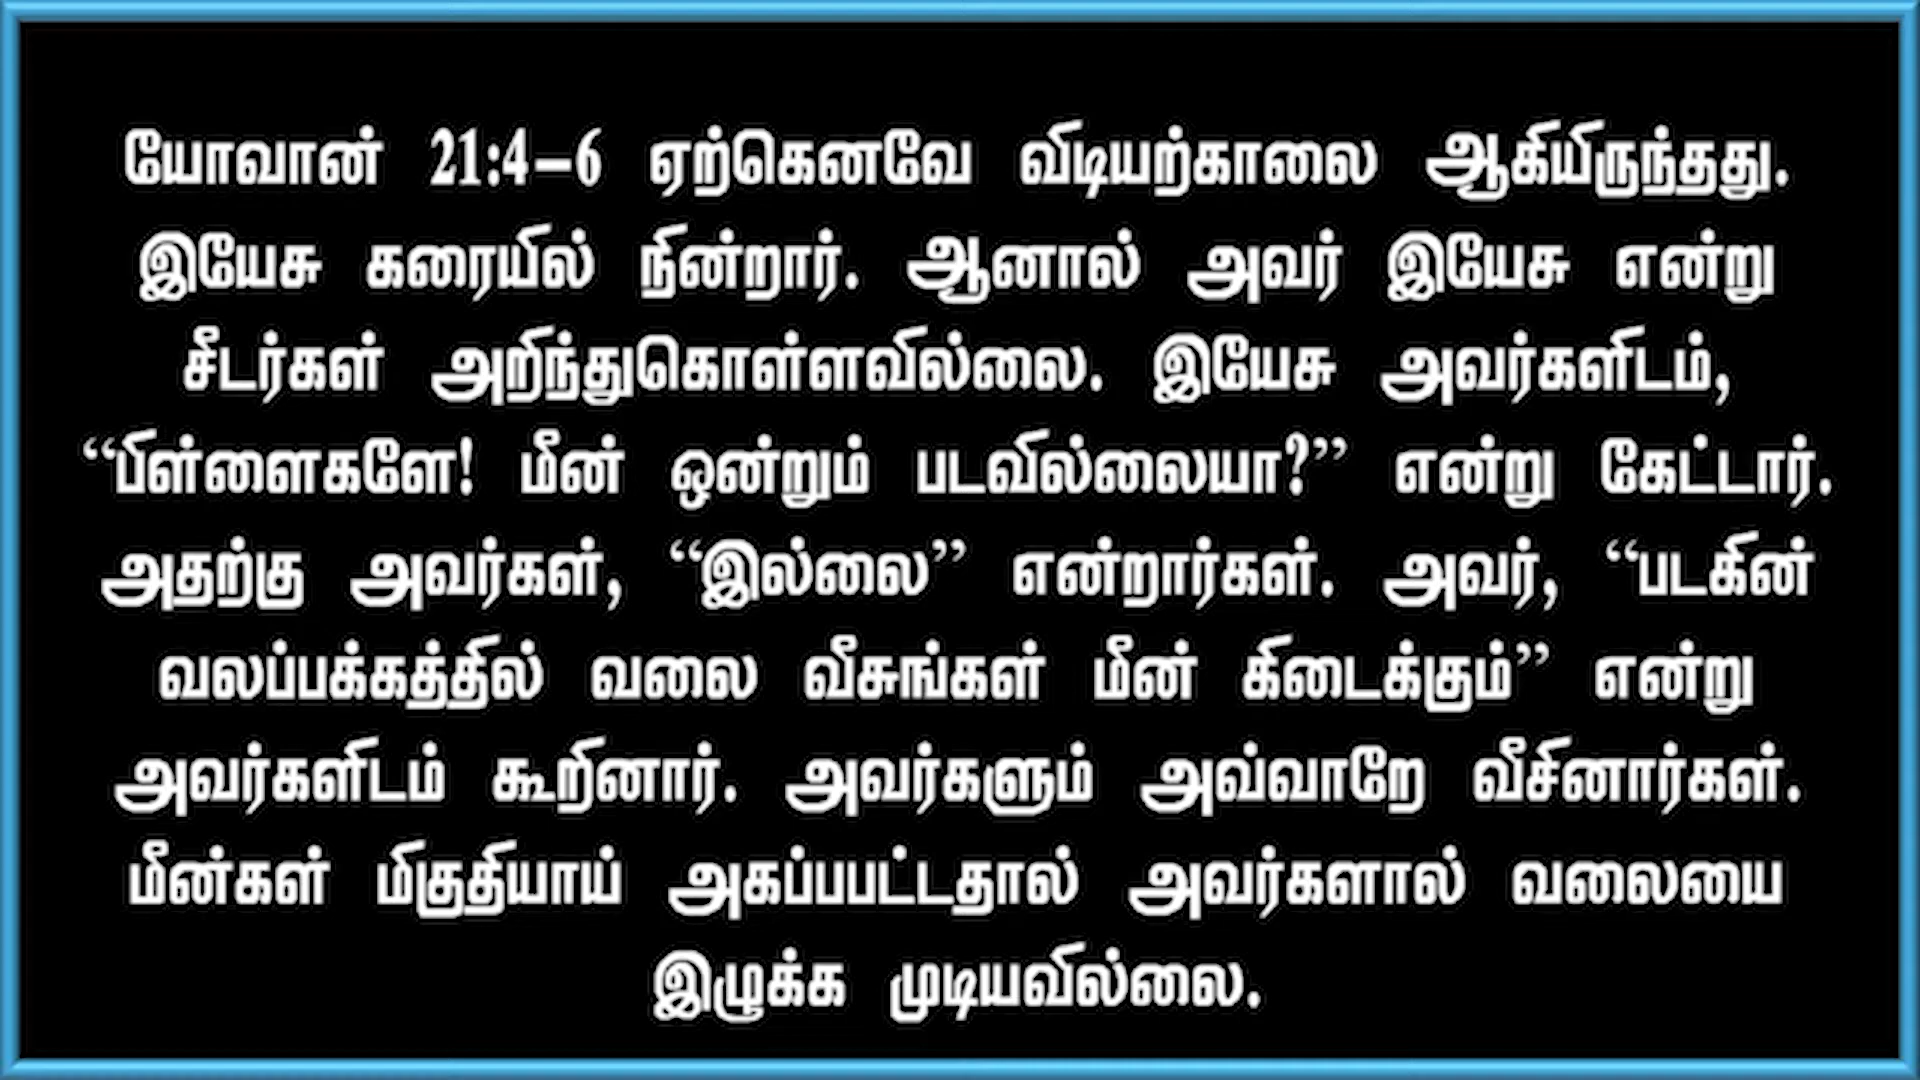 யோவான் 21:4–6 ஏற்கெனவே விடியற்காலை ஆகியிருந்தது.
இயேசு கரையில் நின்றார். ஆனால் அவர் இயேசு என்று
சீடர்கள் அறிந்துகொள்ளவில்லை. இயேசு அவர்களிடம்,
“பிள்ளைகளே! மீன் ஒன்றும் படவில்லையா?” என்று கேட்டார்.
அதற்கு அவர்கள், “இல்லை” என்றார்கள். அவர், “படகின்
வலப்பக்கத்தில் வலை வீசுங்கள் மீன் கிடைக்கும்” என்று
அவர்களிடம் கூறினார். அவர்களும் அவ்வாறே வீசினார்கள்.
மீன்கள் மிகுதியாய் அகப்பபட்டதால் அவர்களால் வலையை
இழுக்க முடியவில்லை.